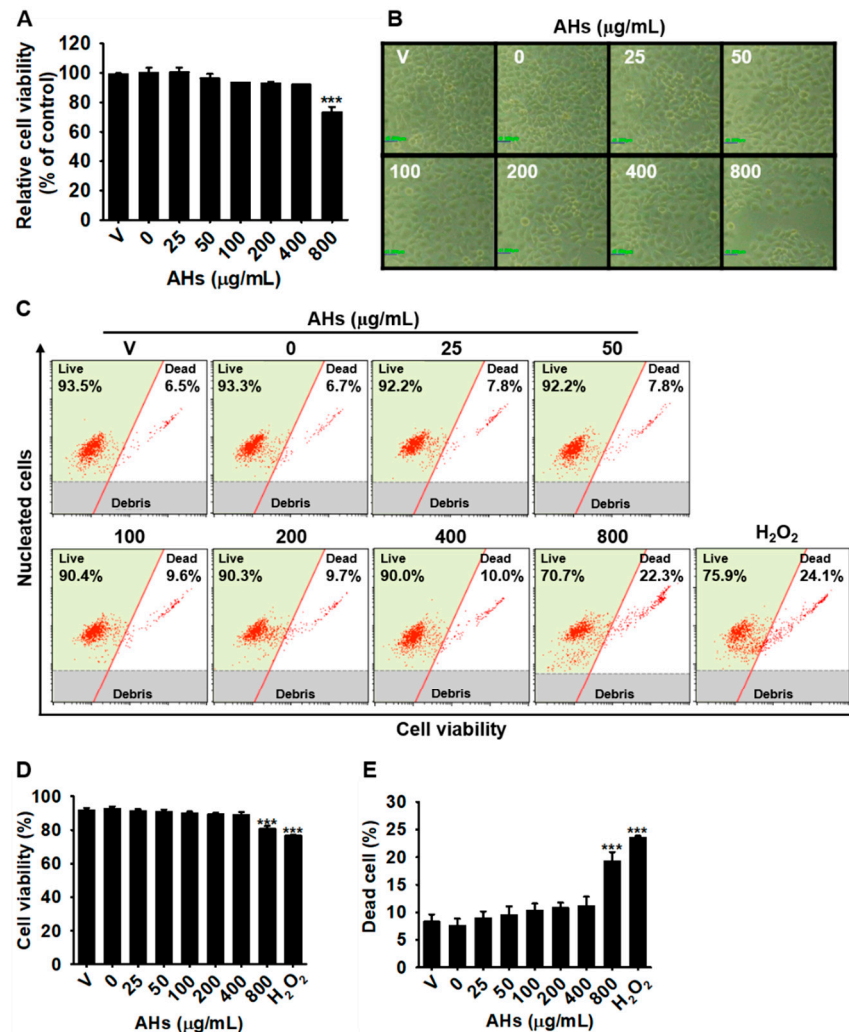 A
Relative cell viability
(% of control)
120
100
80
60
40
20
0
***
V 0 25 50 100 200 400 800
AHs (μg/mL)
B
AHs (μg/mL)
V 0 25 50
100 200 400 800
C
AHs (μg/mL)
V 0 25 50
Live Dead Live Dead Live Dead Live Dead
93.5% 6.5% 93.3% 6.7% 92.2% 7.8% 92.2% 7.8%
Debris Debris Debris Debris
Nucleated cells
100 200 400 800 H₂O₂
Live Dead Live Dead Live Dead Live Dead Live Dead
90.4% 9.6% 90.3% 9.7% 90.0% 10.0% 70.7% 22.3% 75.9% 24.1%
Debris Debris Debris Debris Debris
Cell viability
D
Cell viability (%)
100
80
60
40
20
0
*** ***
V 0 25 50 100 200 400 800 H₂O₂
AHs (μg/mL)
E
Dead cell (%)
30
25
20
15
10
5
0
*** ***
V 0 25 50 100 200 400 800 H₂O₂
AHs (μg/mL)